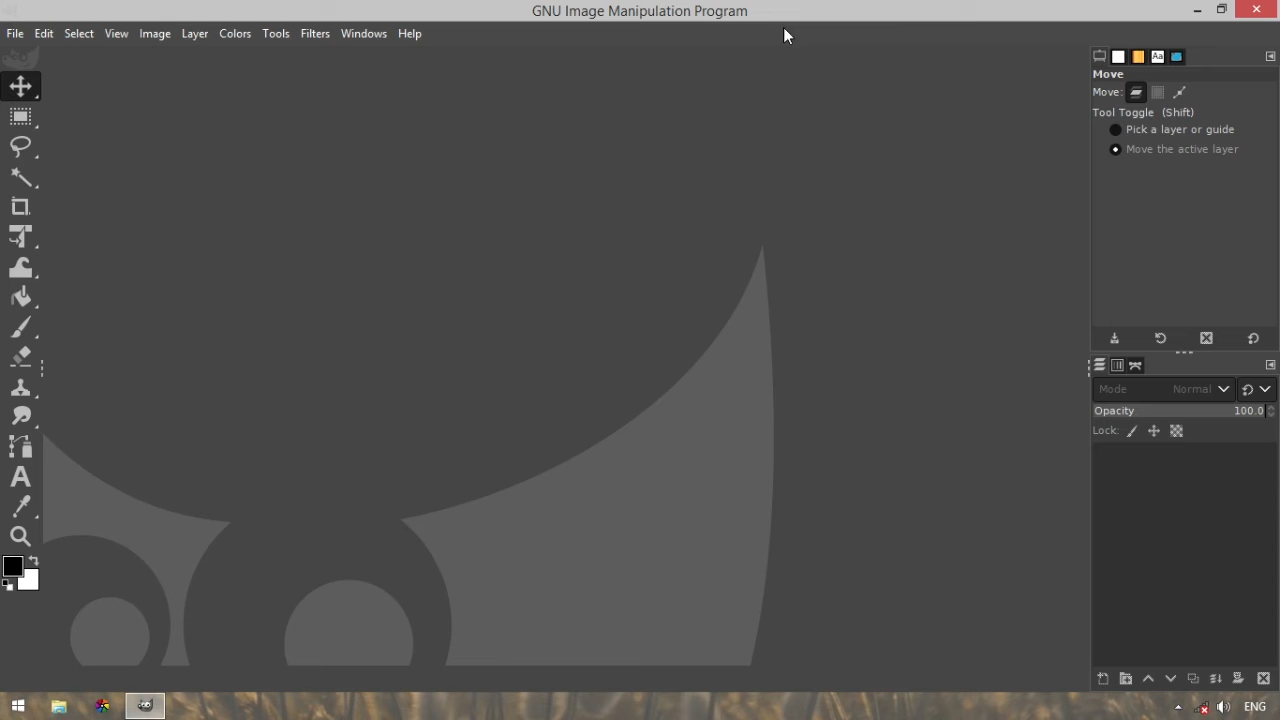 GNU Image Manipulation Program
File Edit Select View Image Layer Colors Tools Filters Windows Help
Aa
Move
Move:
Tool Toggle (Shift)
Pick a layer or guide
Move the active layer
Mode Normal
Opacity 100.0
Lock:
A
ENG